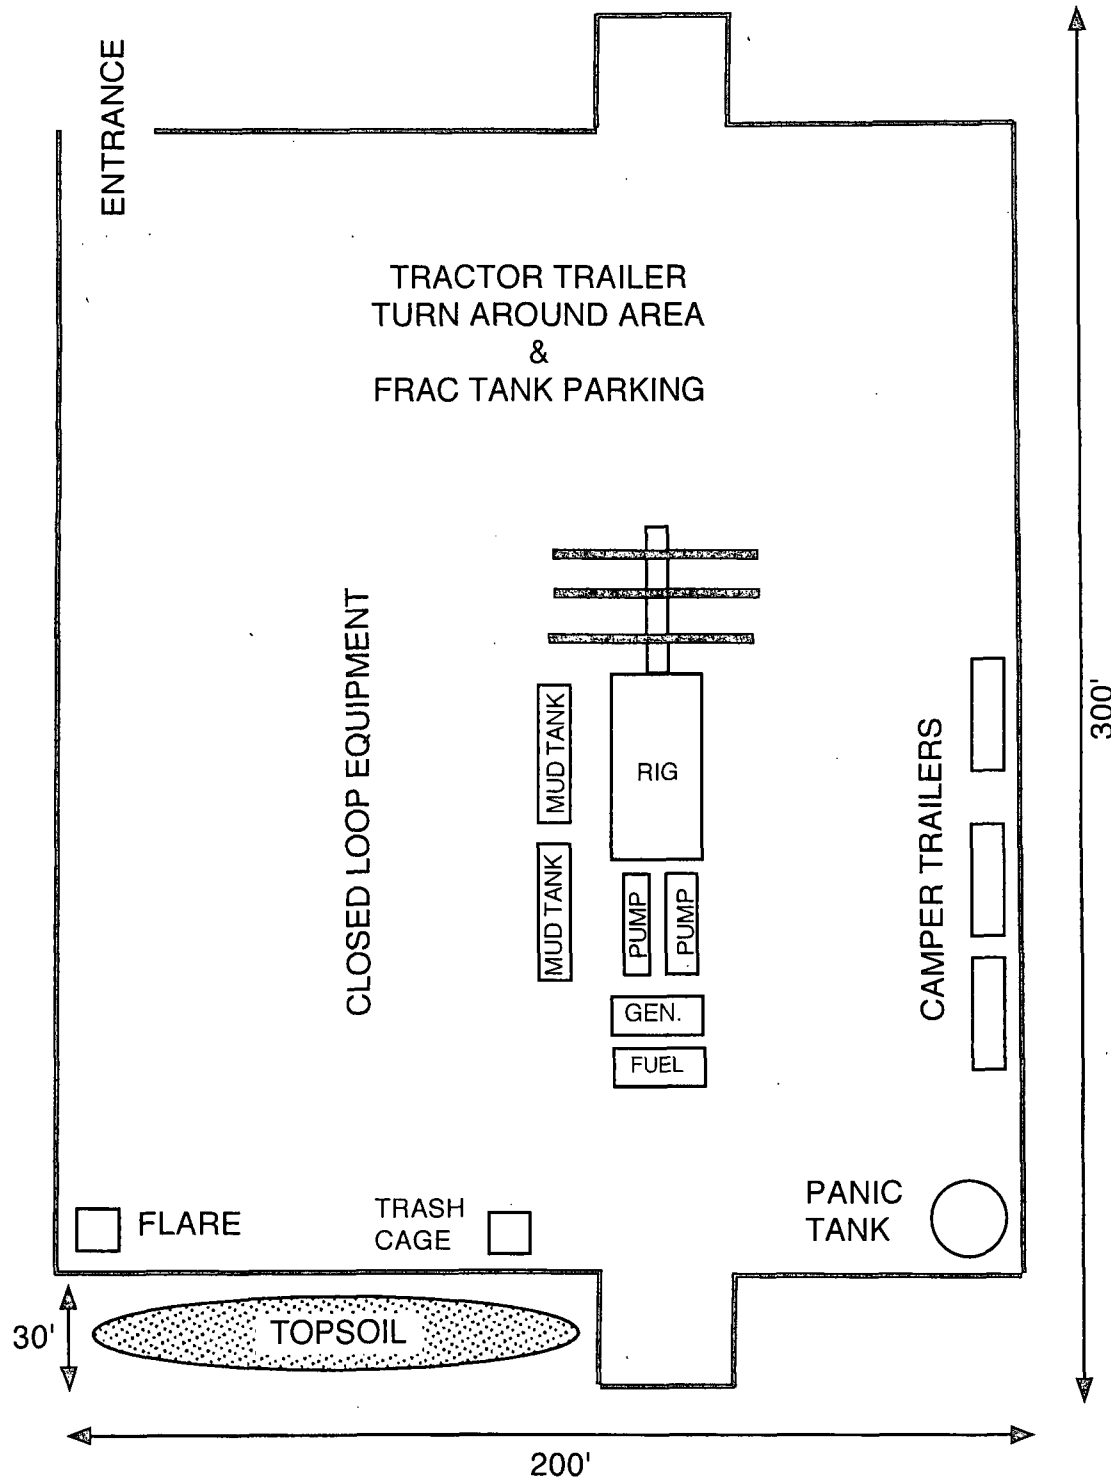 ENTRANCE
TRACTOR TRAILER
TURN AROUND AREA
&
FRAC TANK PARKING
CLOSED LOOP EQUIPMENT
MUD TANK
RIG
MUD TANK
PUMP
PUMP
GEN.
FUEL
CAMPER TRAILERS
300'
FLARE
TRASH
CAGE
PANIC
TANK
30'
TOPSOIL
200'